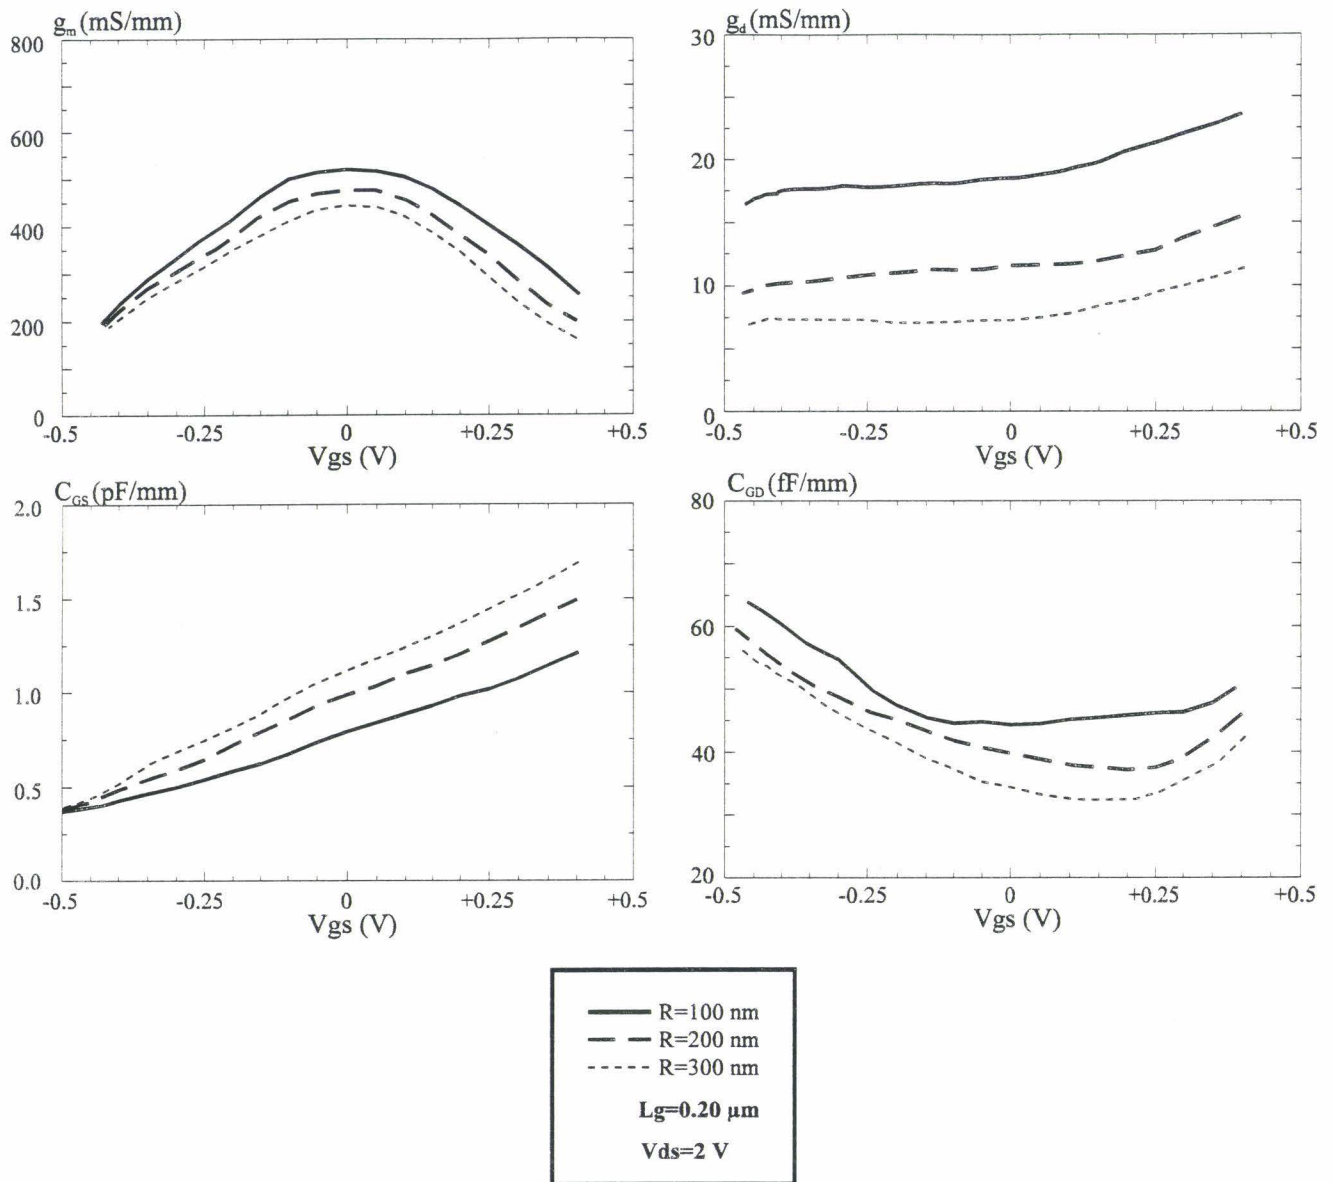 gm (mS/mm)
800
600
400
200
0
-0.5 -0.25 0 +0.25 +0.5
Vgs (V)
gd (mS/mm)
30
20
10
0
-0.5 -0.25 0 +0.25 +0.5
Vgs (V)
CGS (pF/mm)
2.0
1.5
1.0
0.5
0.0
-0.5 -0.25 0 +0.25 +0.5
Vgs (V)
CGD (fF/mm)
80
60
40
20
-0.5 -0.25 0 +0.25 +0.5
Vgs (V)
R=100 nm
R=200 nm
R=300 nm
Lg=0.20 µm
Vds=2 V